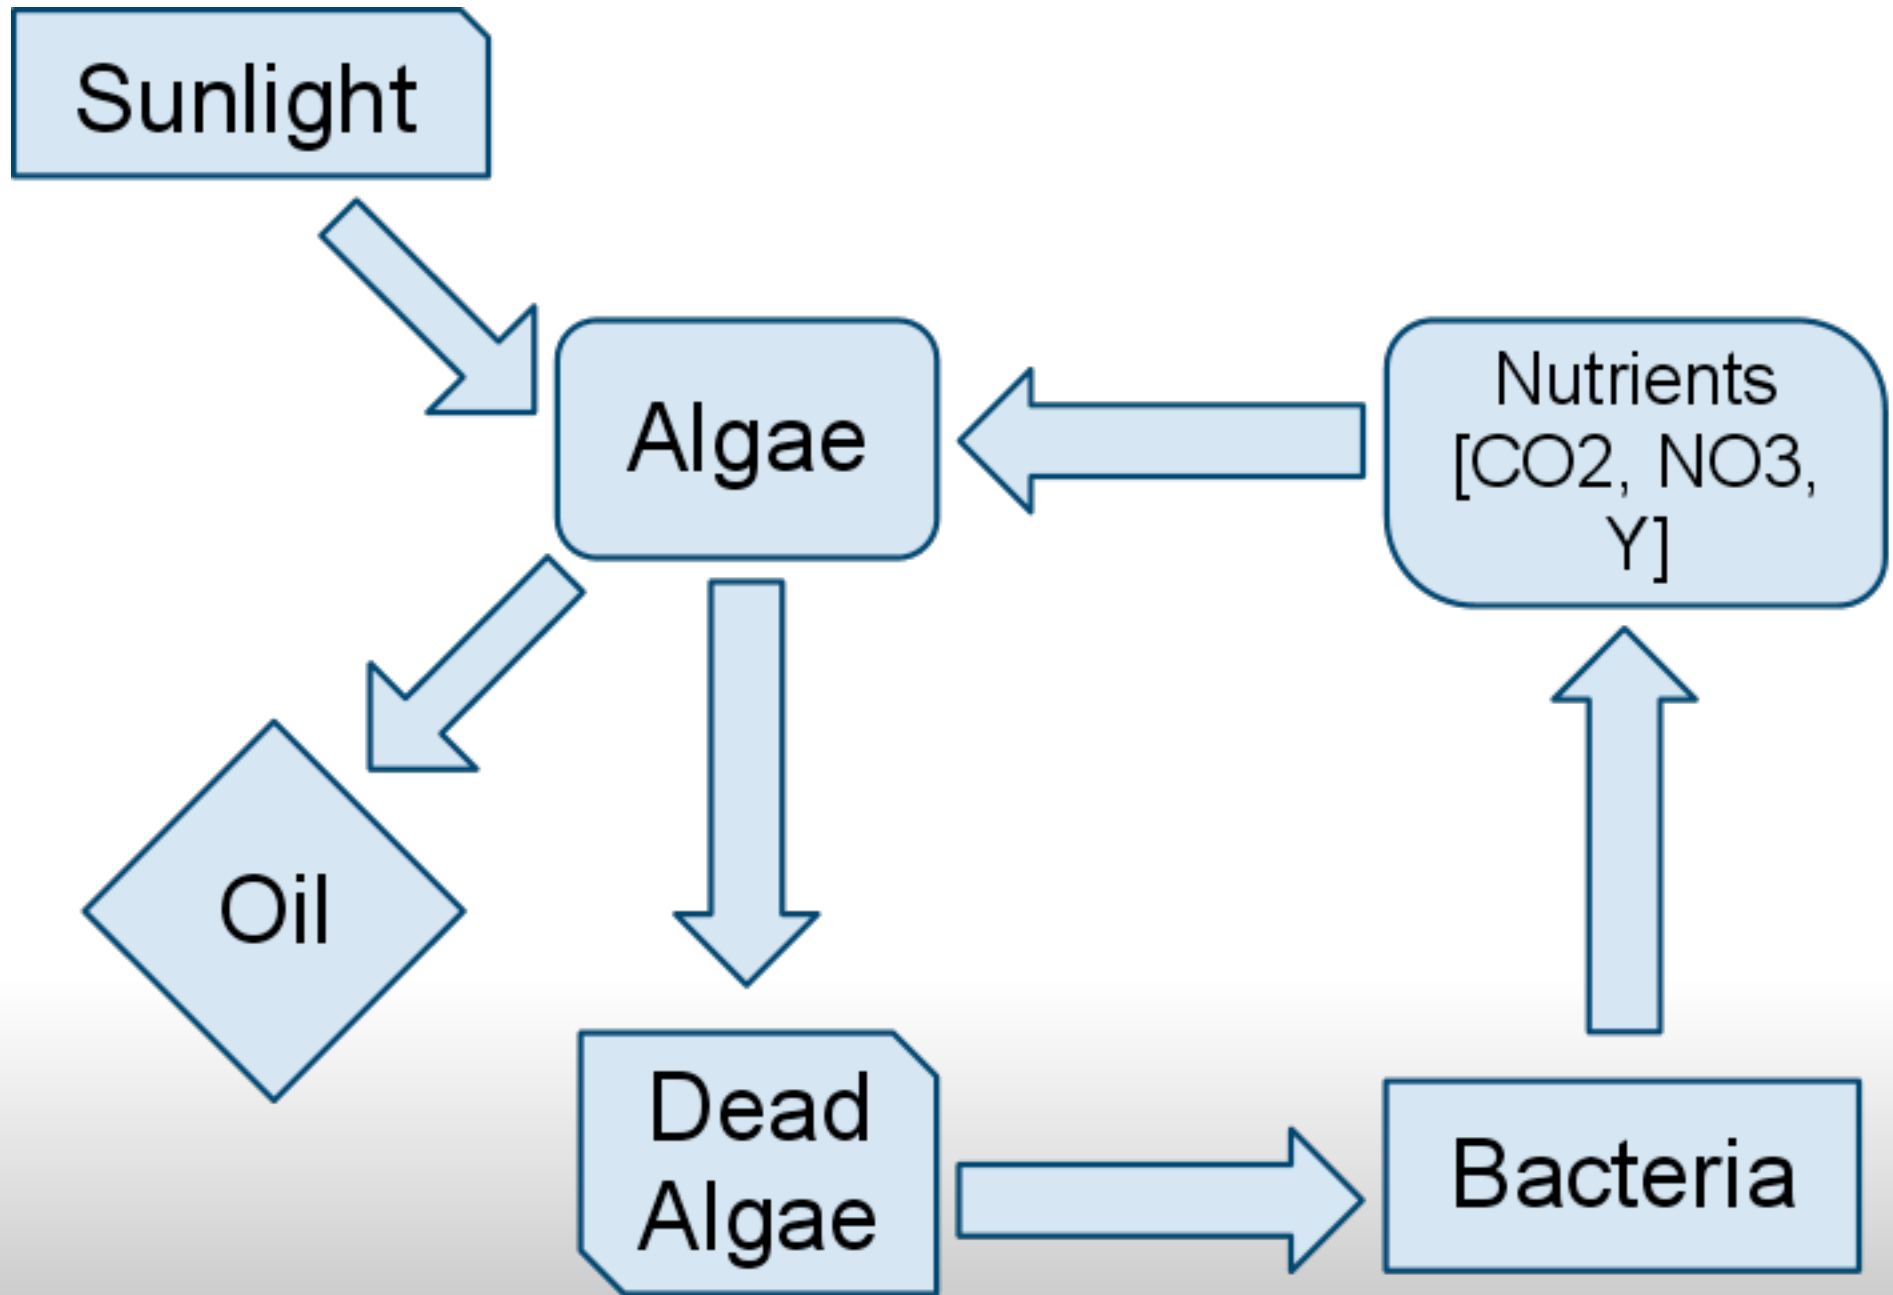 Sunlight
Algae
Nutrients
[CO2, NO3,
Y]
Oil
Dead
Algae
Bacteria